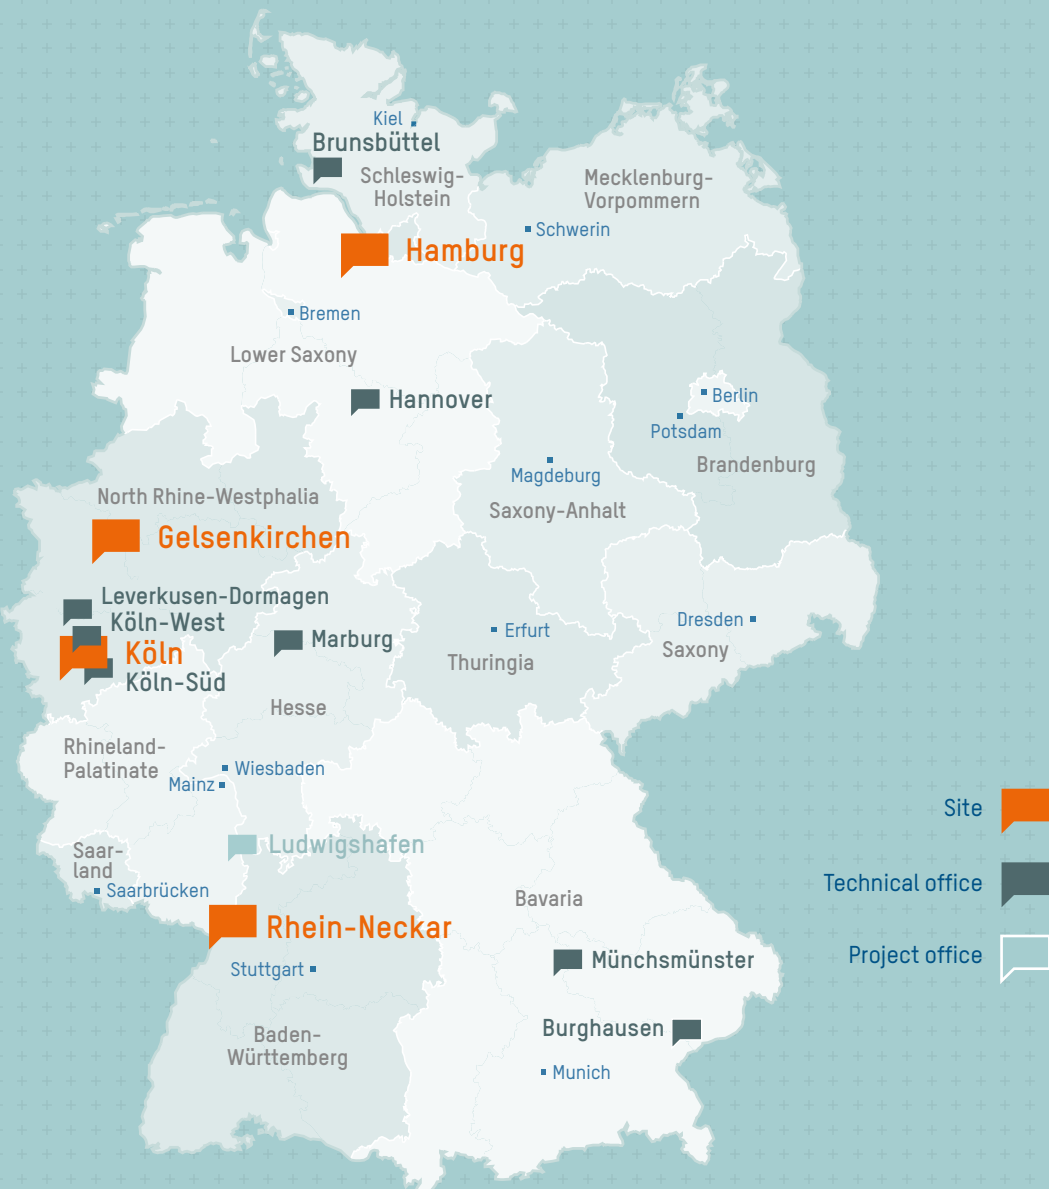 Kiel
Brunsbüttel
Schleswig-
Holstein
Mecklenburg-
Vorpommern
Schwerin
Hamburg
Bremen
Lower Saxony
Hannover
Berlin
Potsdam
Brandenburg
Magdeburg
Saxony-Anhalt
North Rhine-Westphalia
Gelsenkirchen
Leverkusen-Dormagen
Köln-West
Köln
Köln-Süd
Marburg
Erfurt
Thuringia
Dresden
Saxony
Hesse
Rhineland-
Palatinate
Wiesbaden
Mainz
Ludwigshafen
Saar-
land
Saarbrücken
Rhein-Neckar
Stuttgart
Bavaria
Münchsmünster
Burghausen
Baden-
Württemberg
Munich
Site
Technical office
Project office